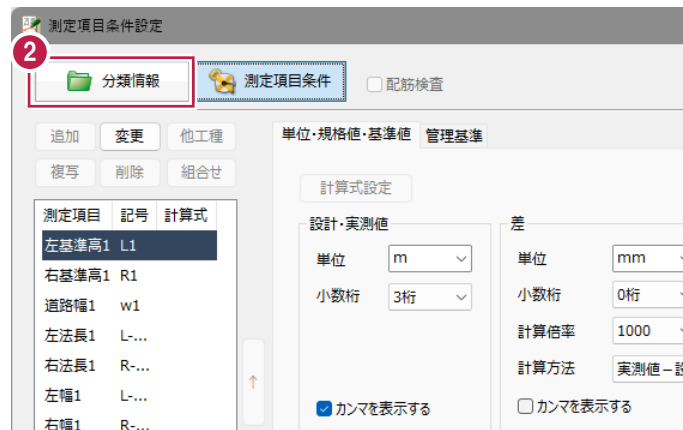 測定項目条件設定
2
分類情報 測定項目条件 配筋検査
追加 変更 他工種
複写 削除 組合せ
単位・規格値・基準値 管理基準
計算式設定
測定項目 記号 計算式
左基準高1 L1
右基準高1 R1
道路幅1 w1
左法長1 L-...
右法長1 R-...
左幅1 L-...
右幅1 R-...
↑
設計・実測値
単位 m
小数桁 3桁
カンマを表示する
差
単位 mm
小数桁 0桁
計算倍率 1000
計算方法 実測値－設
カンマを表示する